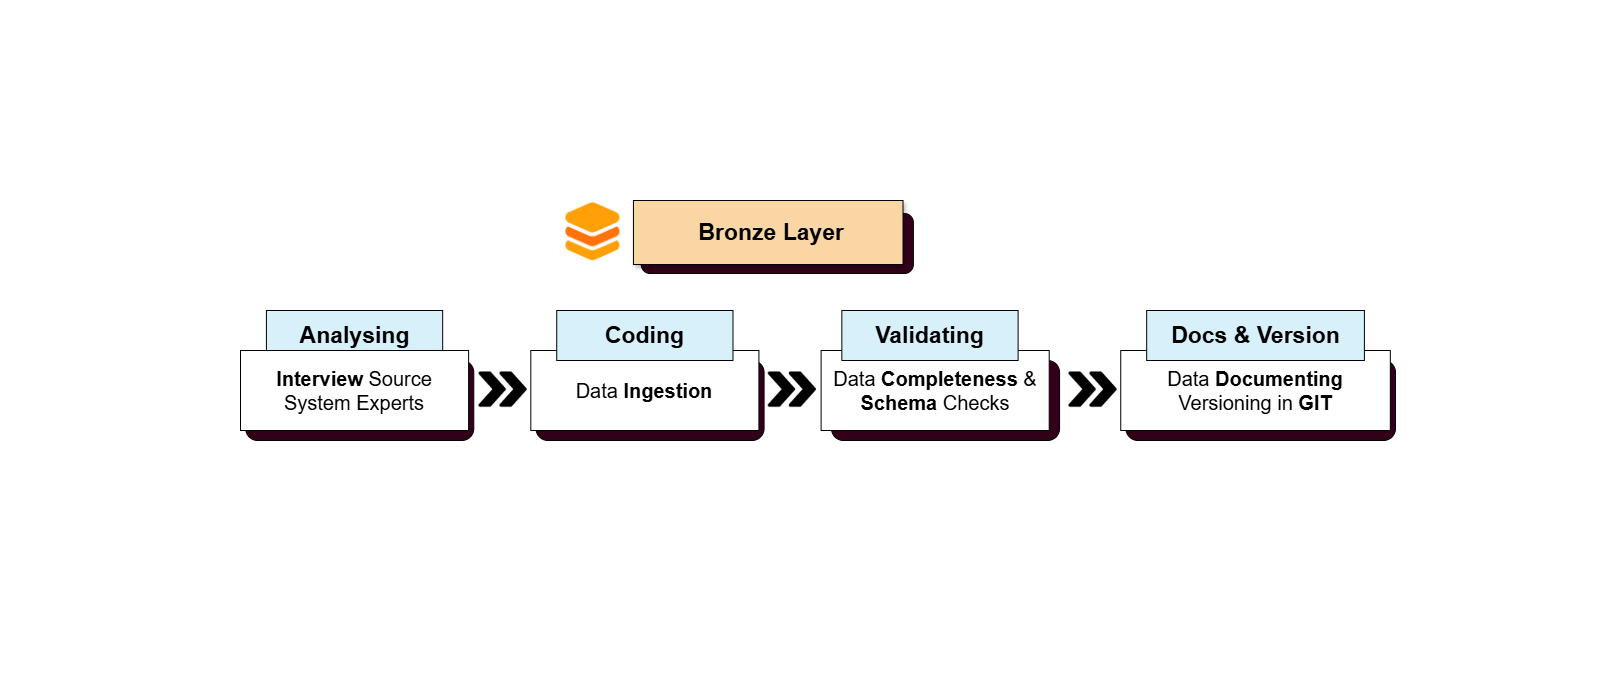 Bronze Layer
Analysing
Interview Source
System Experts
Coding
Data Ingestion
Validating
Data Completeness &
Schema Checks
Docs & Version
Data Documenting
Versioning in GIT